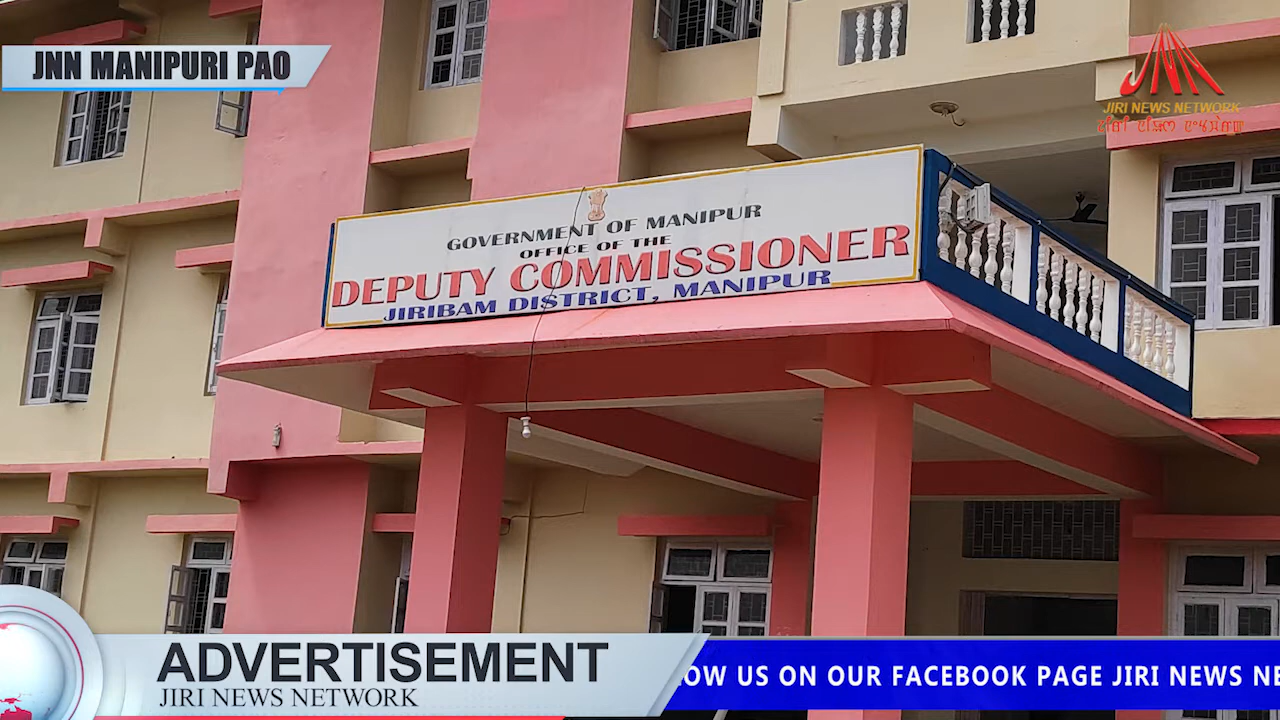 JNN MANIPURI PAO
JIRI NEWS NETWORK
GOVERNMENT OF MANIPUR
OFFICE OF THE
DEPUTY COMMISSIONER
JIRIBAM DISTRICT, MANIPUR
ADVERTISEMENT
JIRI NEWS NETWORK
OW US ON OUR FACEBOOK PAGE JIRI NEWS NE